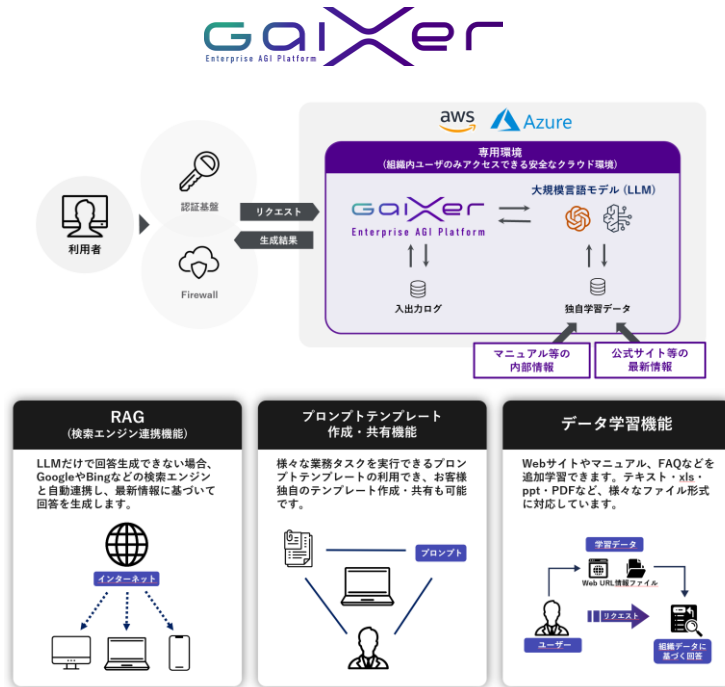 GaiXer
Enterprise AGI Platform
aws Azure
専用環境
(組織内ユーザのみアクセスできる安全なクラウド環境)
認証基盤
利用者
Firewall
リクエスト
生成結果
GaiXer
Enterprise AGI Platform
大規模言語モデル (LLM)
入出力ログ
独自学習データ
マニュアル等の
内部情報
公式サイト等の
最新情報
RAG
(検索エンジン連携機能)
LLMだけで回答生成できない場合、
GoogleやBingなどの検索エンジン
と自動連携し、最新情報に基づいて
回答を生成します。
インターネット
プロンプトテンプレート
作成・共有機能
様々な業務タスクを実行できるプロン
プトテンプレートの利用でき、お客様
独自のテンプレート作成・共有も可能
です。
プロンプト
データ学習機能
Webサイトやマニュアル、FAQなどを
追加学習できます。テキスト・xls・
ppt・PDFなど、様々なファイル形式
に対応しています。
学習データ
Web URL情報ファイル
リクエスト
ユーザー
組織データに
基づく回答